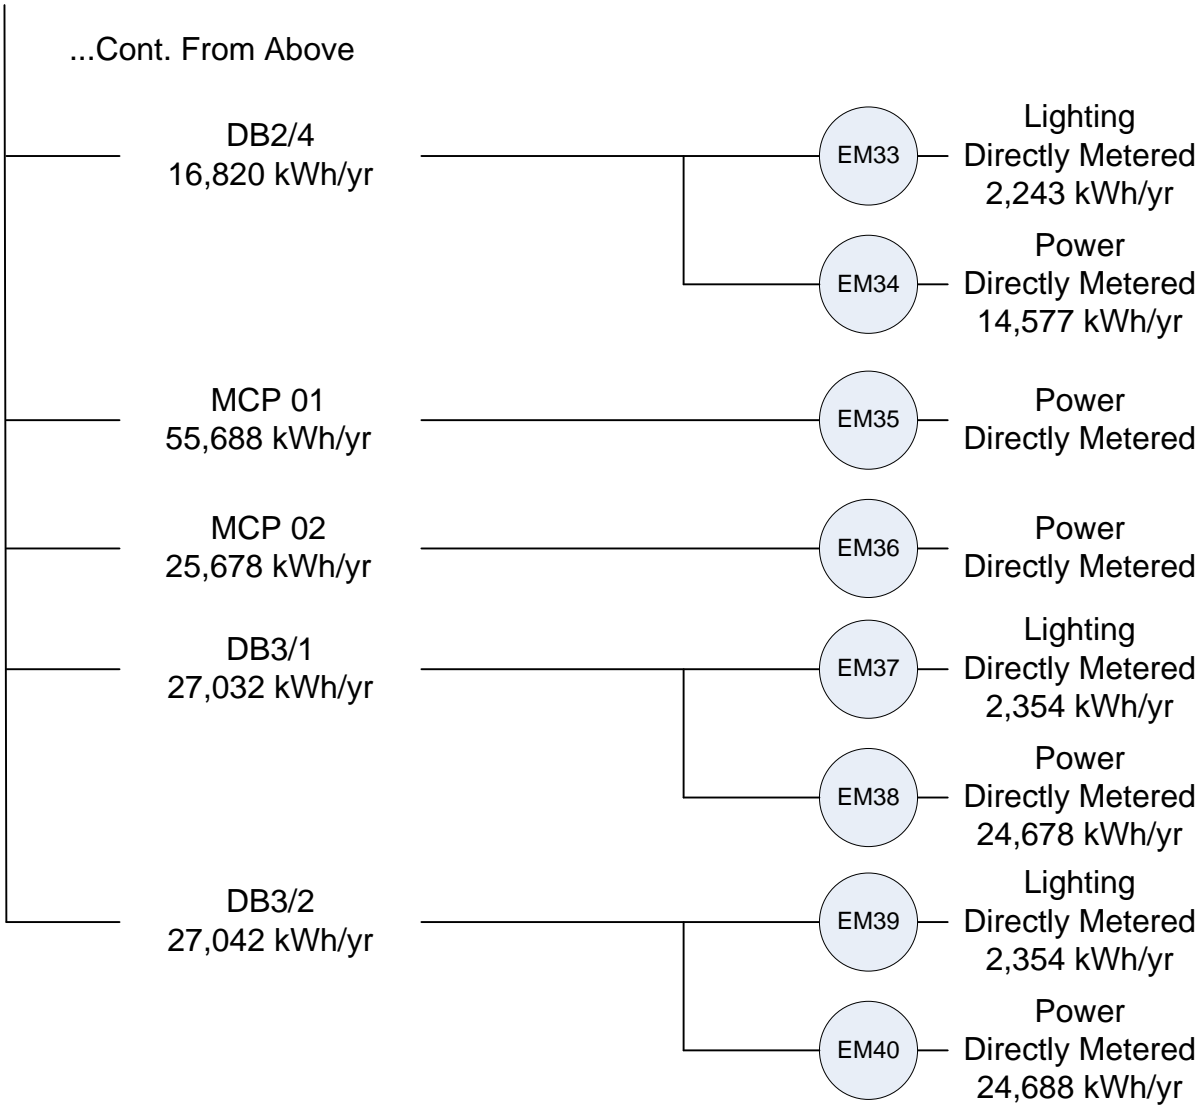 ...Cont. From Above
DB2/4
16,820 kWh/yr
EM33
Lighting
Directly Metered
2,243 kWh/yr
EM34
Power
Directly Metered
14,577 kWh/yr
MCP 01
55,688 kWh/yr
EM35
Power
Directly Metered
MCP 02
25,678 kWh/yr
EM36
Power
Directly Metered
DB3/1
27,032 kWh/yr
EM37
Lighting
Directly Metered
2,354 kWh/yr
EM38
Power
Directly Metered
24,678 kWh/yr
DB3/2
27,042 kWh/yr
EM39
Lighting
Directly Metered
2,354 kWh/yr
EM40
Power
Directly Metered
24,688 kWh/yr